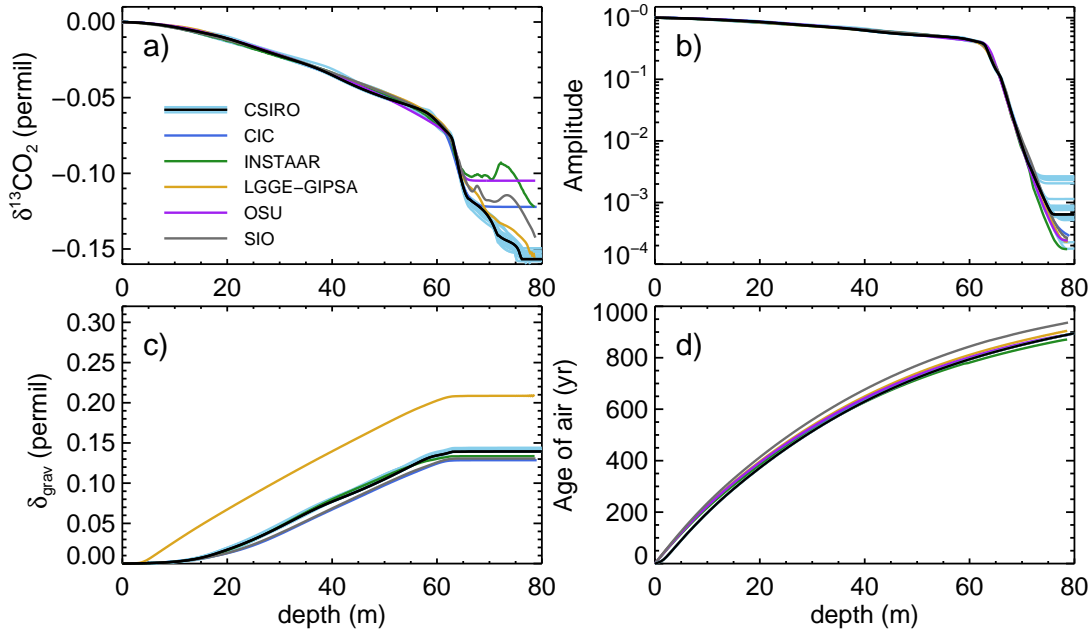 a)
0.00
−0.05
−0.10
−0.15
δ¹³CO₂ (permil)
CSIRO
CIC
INSTAAR
LGGE−GIPSA
OSU
SIO
0 20 40 60 80
b)
10⁰
10⁻¹
10⁻²
10⁻³
10⁻⁴
Amplitude
0 20 40 60 80
c)
0.30
0.25
0.20
0.15
0.10
0.05
0.00
δgrav (permil)
0 20 40 60 80
depth (m)
d)
1000
800
600
400
200
0
Age of air (yr)
0 20 40 60 80
depth (m)